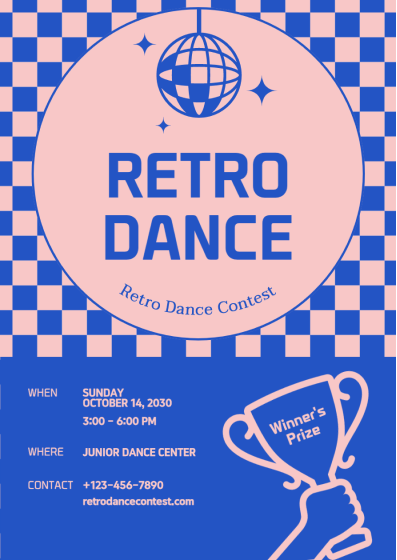 RETRO
DANCE
Retro Dance Contest
WHEN SUNDAY
OCTOBER 14, 2030
3:00 - 6:00 PM
WHERE JUNIOR DANCE CENTER
CONTACT +123-456-7890
retrodancecontest.com
Winner's
Prize